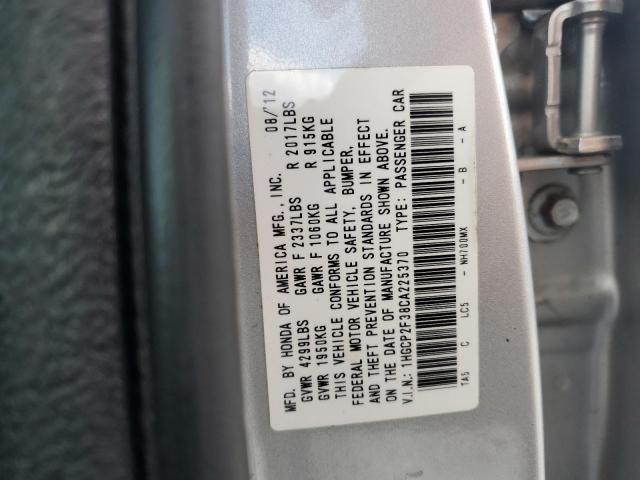 MFD. BY HONDA OF AMERICA MFG., INC. 08/'12
GVWR 4299LBS GAWR F 2337LBS R 2017LBS
GVWR 1950KG GAWR F 1060KG R 915KG
THIS VEHICLE CONFORMS TO ALL APPLICABLE
FEDERAL MOTOR VEHICLE SAFETY, BUMPER,
AND THEFT PREVENTION STANDARDS IN EFFECT
ON THE DATE OF MANUFACTURE SHOWN ABOVE.
V.I.N.: 1HGCP2F38CA225370 TYPE: PASSENGER CAR
TA5 C LC5 - NH700MX - B - A